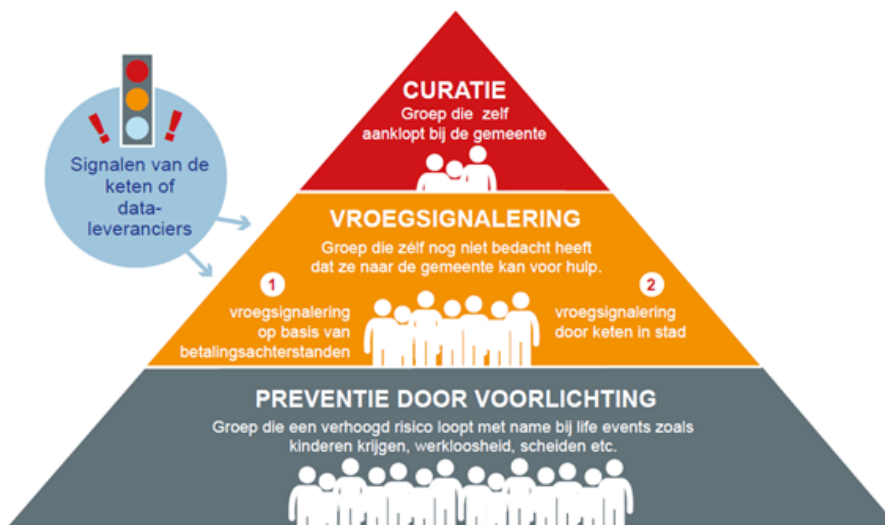 Signalen van de
keten of
data-
leveranciers
CURATIE
Groep die zelf
aanklopt bij de gemeente
VROEGSIGNALERING
Groep die zélf nog niet bedacht heeft
dat ze naar de gemeente kan voor hulp.
1
vroegsignalering
op basis van
betalingsachterstanden
2
vroegsignalering
door keten in stad
PREVENTIE DOOR VOORLICHTING
Groep die een verhoogd risico loopt met name bij life events zoals
kinderen krijgen, werkloosheid, scheiden etc.